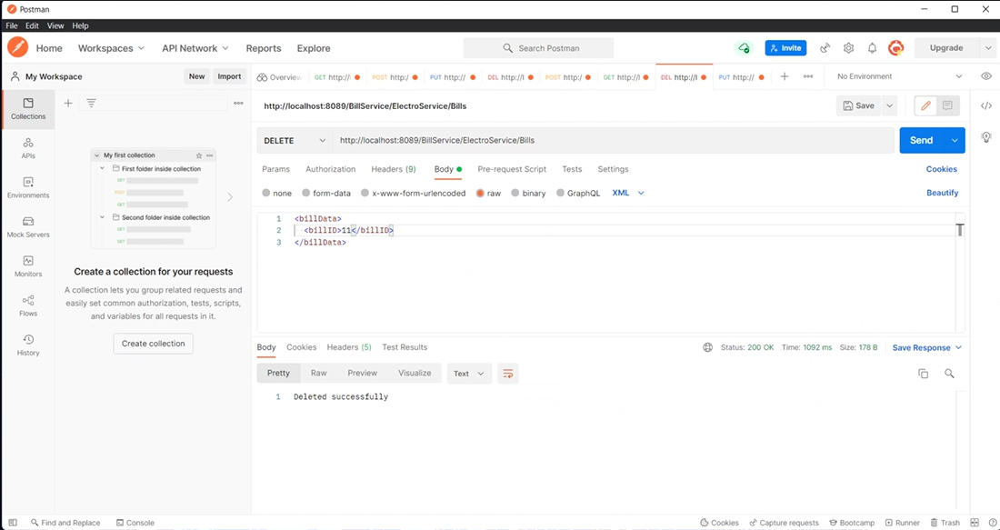 Postman
File Edit View Help
Home Workspaces API Network Reports Explore Search Postman Invite Upgrade
My Workspace New Import Overview GET http:// POST http:/ PUT http:// DEL http://l POST http:/ GET http://l DEL http://l PUT http:// No Environment
Collections
APIs
Environments
Mock Servers
Monitors
Flows
History
My first collection
First folder inside collection
GET
POST
GET
Second folder inside collection
GET
GET
Create a collection for your requests
A collection lets you group related requests and
easily set common authorization, tests, scripts,
and variables for all requests in it.
Create collection
http://localhost:8089/BillService/ElectroService/Bills Save
DELETE http://localhost:8089/BillService/ElectroService/Bills Send
Params Authorization Headers (9) Body Pre-request Script Tests Settings Cookies
none form-data x-www-form-urlencoded raw binary GraphQL XML Beautify
1 <billData>
2 <billID>11</billID>
3 </billData>
Body Cookies Headers (5) Test Results Status: 200 OK Time: 1092 ms Size: 178 B Save Response
Pretty Raw Preview Visualize Text
1 Deleted successfully
Find and Replace Console Cookies Capture requests Bootcamp Runner Trash